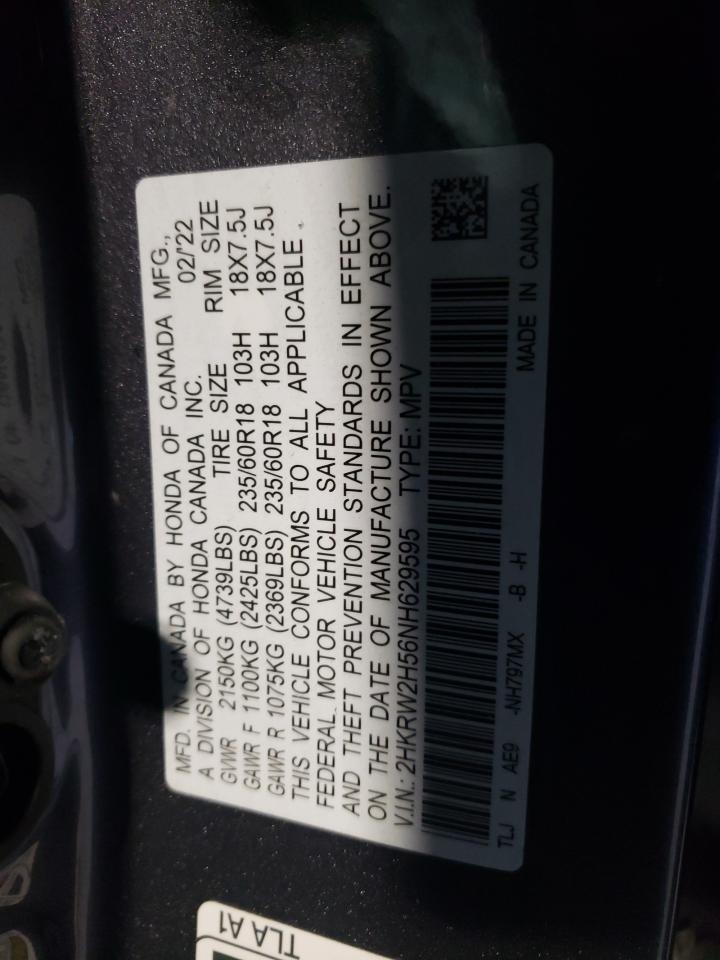 MFD. IN CANADA BY HONDA OF CANADA MFG.,
A DIVISION OF HONDA CANADA INC. 02/'22
GVWR 2150KG (4739LBS) TIRE SIZE RIM SIZE
GAWR F 1100KG (2425LBS) 235/60R18 103H 18X7.5J
GAWR R 1075KG (2369LBS) 235/60R18 103H 18X7.5J
THIS VEHICLE CONFORMS TO ALL APPLICABLE
FEDERAL MOTOR VEHICLE SAFETY
AND THEFT PREVENTION STANDARDS IN EFFECT
ON THE DATE OF MANUFACTURE SHOWN ABOVE.
V.I.N.: 2HKRW2H56NH629595 TYPE: MPV
TLJ N AE9 -NH797MX -B -H MADE IN CANADA
TLA A1